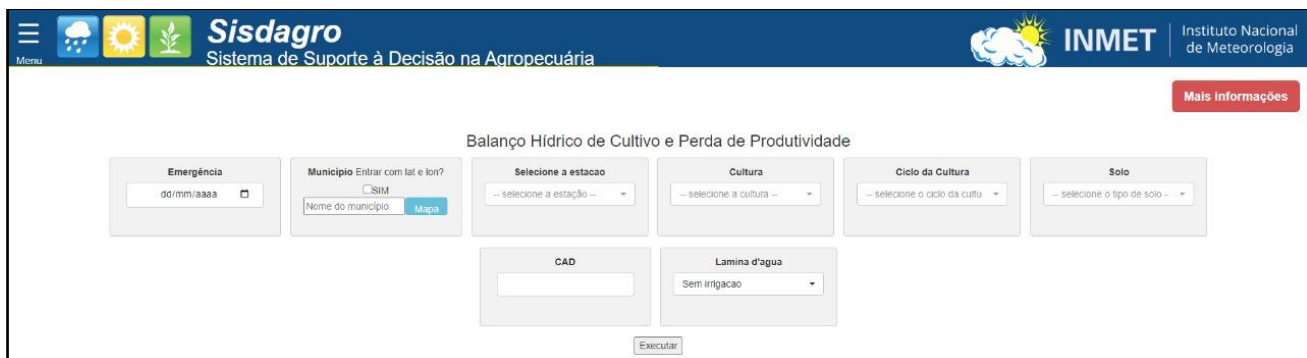 Menu
Sisdagro
Sistema de Suporte à Decisão na Agropecuária
INMET
Instituto Nacional
de Meteorologia
Mais informações
Balanço Hídrico de Cultivo e Perda de Produtividade
Emergência
dd/mm/aaaa
Municipio Entrar com lat e lon?
SIM
Nome do município
Mapa
Selecione a estacao
-- selecione a estação --
Cultura
-- selecione a cultura --
Ciclo da Cultura
-- selecione o ciclo da cultu
Solo
-- selecione o tipo de solo --
CAD
Lamina d'agua
Sem irrigacao
Executar